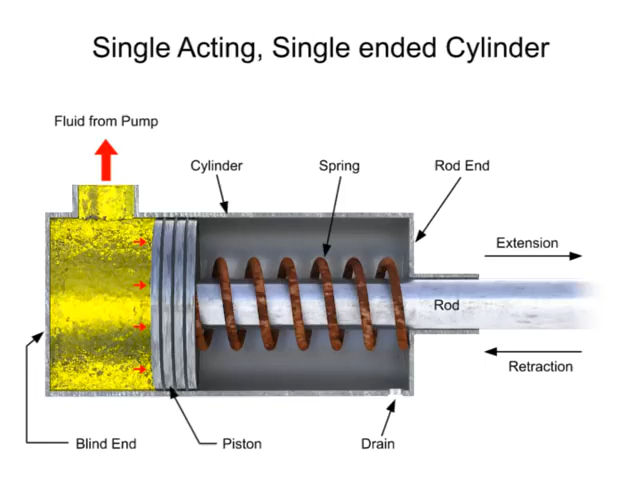 Single Acting, Single ended Cylinder
Fluid from Pump
Cylinder
Spring
Rod End
Extension
Rod
Retraction
Blind End
Piston
Drain